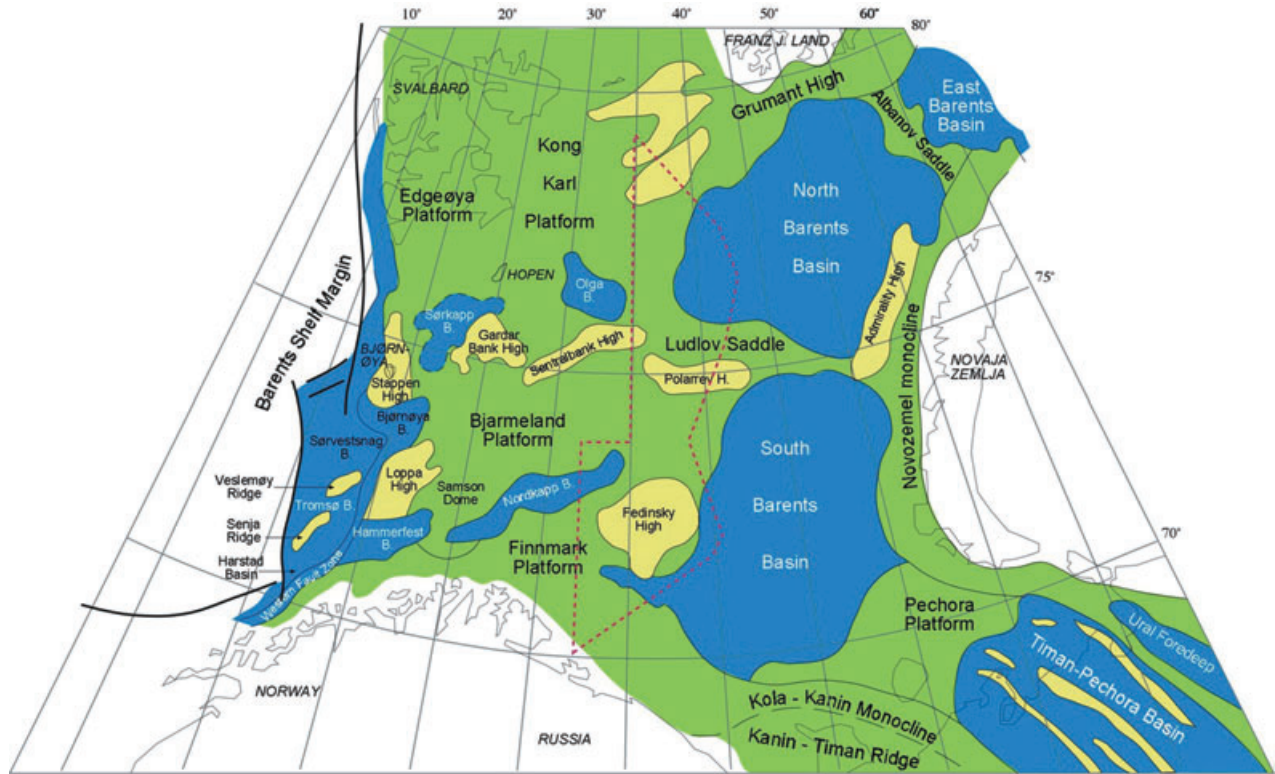 10°
20°
30°
40°
50°
60°
80°
FRANZ J. LAND
SVALBARD
Grumant High
Albanov Saddle
East
Barents
Basin
Kong
Karl
Platform
Edgeøya
Platform
North
Barents
Basin
75°
HOPEN
Olga
B.
Barents Shelf Margin
Sørkapp
B.
Gardar
Bank High
Sentralbank High
Ludlov Saddle
Admirality High
BJØRN-
ØYA
Stappen
High
Polarrev H.
NOVAJA
ZEMLJA
Novozemel monocline
Bjørnøya
B.
Bjarmeland
Platform
Sørvestsnag
B.
South
Barents
Basin
Loppa
High
Veslemøy
Ridge
Samson
Dome
Nordkapp B.
Tromsø B.
Senja
Ridge
Hammerfest
B.
Fedinsky
High
70°
Finnmark
Platform
Harstad
Basin
Western Fault Zone
Pechora
Platform
Ural Foredeep
Timan-Pechora Basin
NORWAY
Kola - Kanin Monocline
RUSSIA
Kanin - Timan Ridge